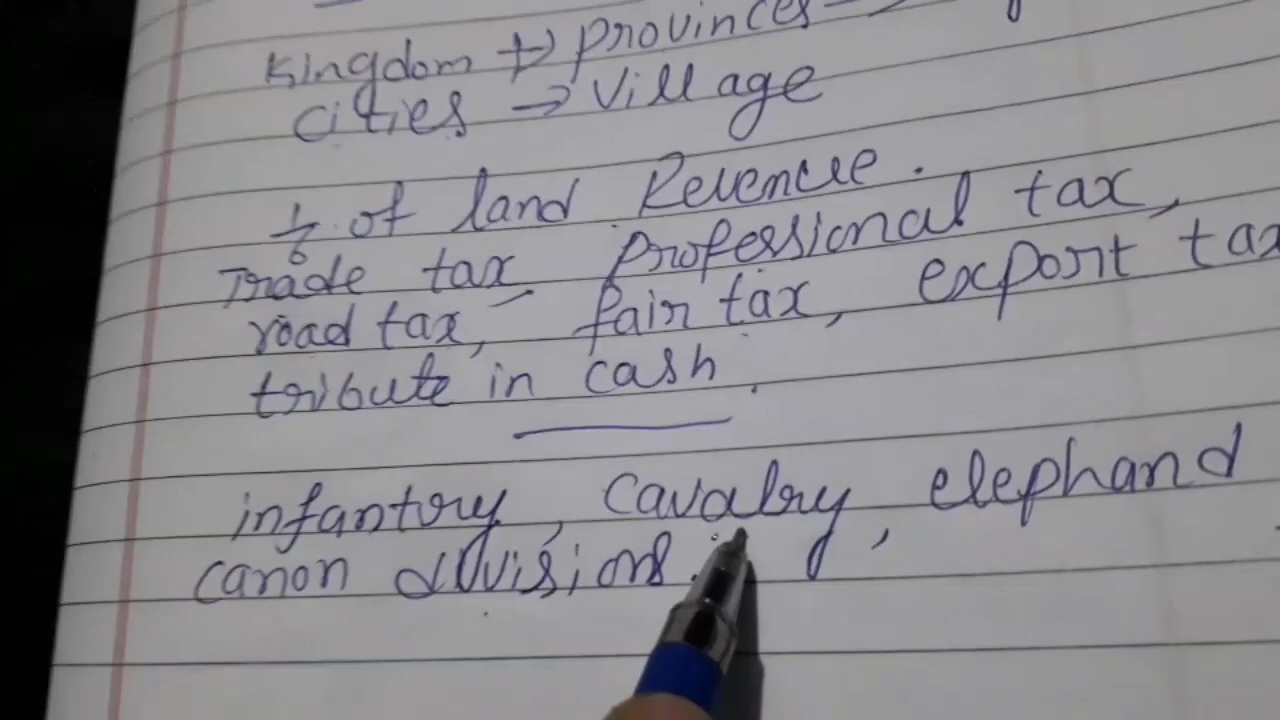 Kingdom → provinces →
cities → village
1/6 of land Revenue.
Trade tax, professional tax,
road tax, fair tax, export tax
tribute in cash.
infantory, cavalry, elephand
canon divisions.